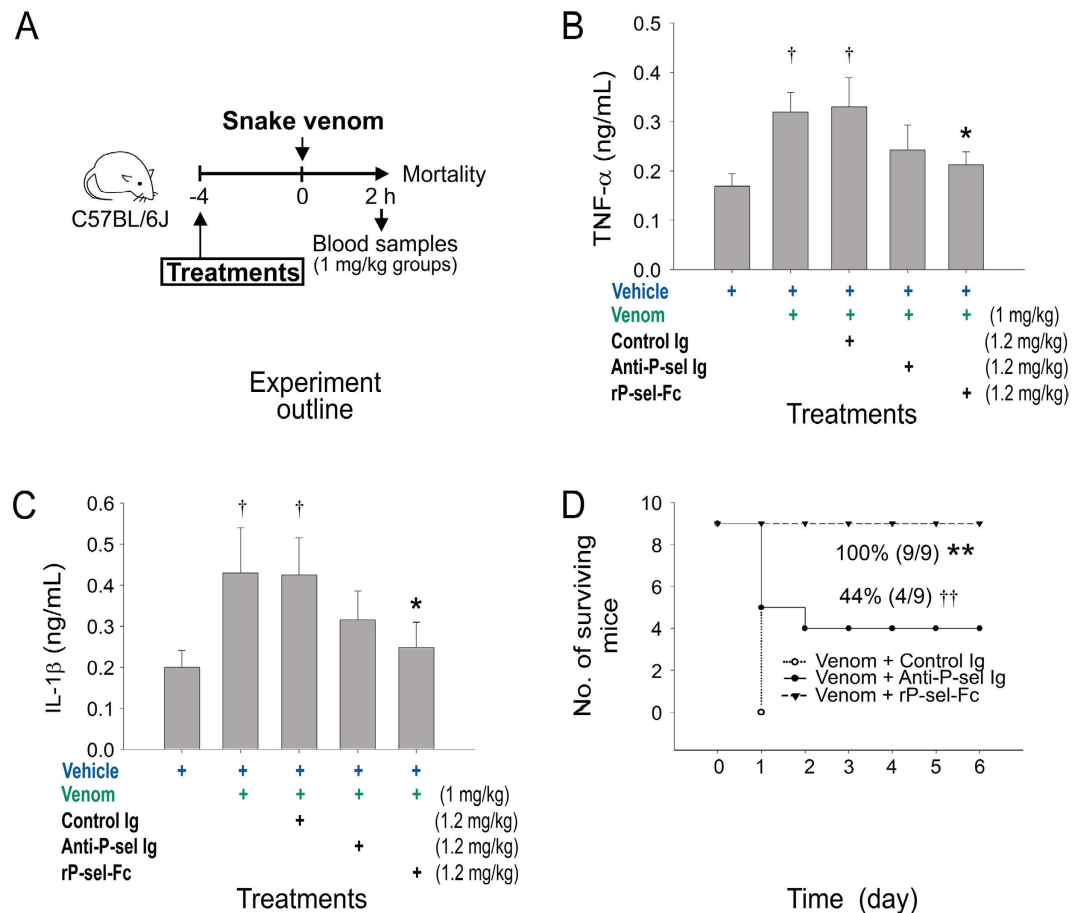 A
Snake venom
Mortality
-4
0
2 h
C57BL/6J
Blood samples
(1 mg/kg groups)
Treatments
Experiment
outline
B
TNF-α (ng/mL)
0.5
0.4
0.3
0.2
0.1
0.0
† †
*
Vehicle + + + + +
Venom + + + + (1 mg/kg)
Control Ig + (1.2 mg/kg)
Anti-P-sel Ig + (1.2 mg/kg)
rP-sel-Fc + (1.2 mg/kg)
Treatments
C
IL-1β (ng/mL)
0.6
0.5
0.4
0.3
0.2
0.1
0.0
† †
*
Vehicle + + + + +
Venom + + + + (1 mg/kg)
Control Ig + (1.2 mg/kg)
Anti-P-sel Ig + (1.2 mg/kg)
rP-sel-Fc + (1.2 mg/kg)
Treatments
D
No. of surviving
mice
10
8
6
4
2
0
100% (9/9) **
44% (4/9) ††
Venom + Control Ig
Venom + Anti-P-sel Ig
Venom + rP-sel-Fc
0 1 2 3 4 5 6
Time (day)